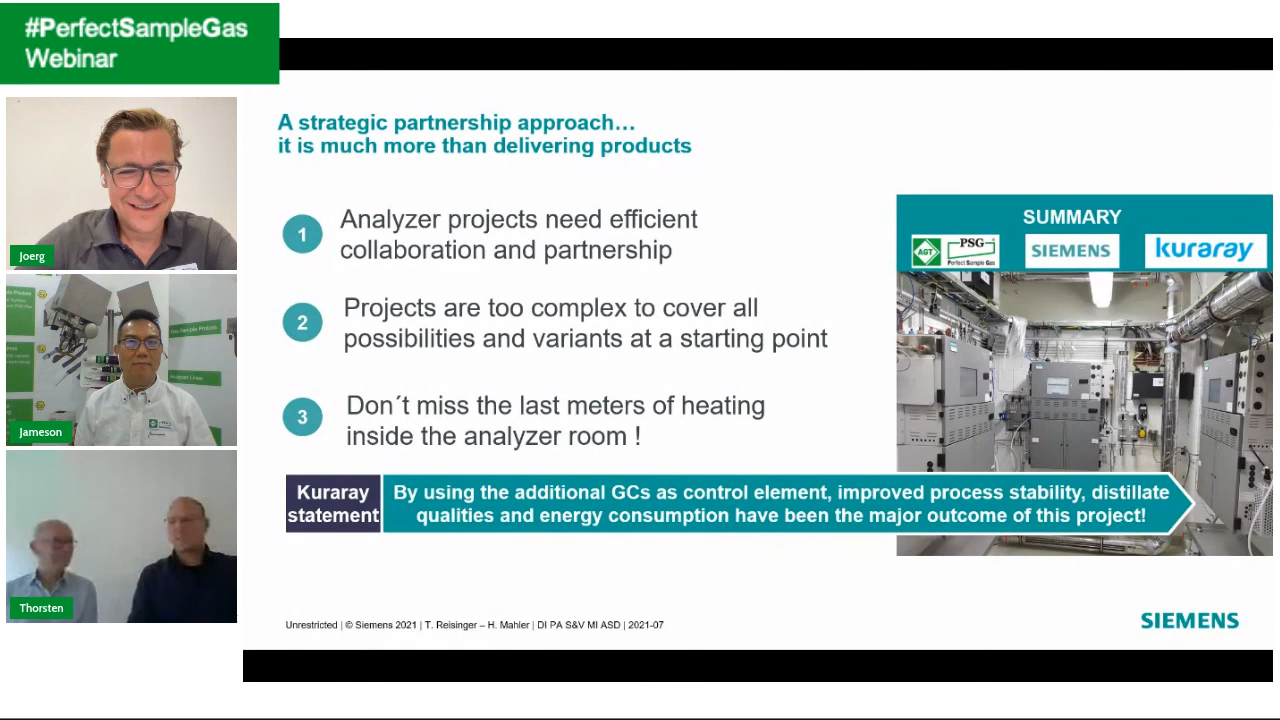 #PerfectSampleGas
Webinar
Joerg
Gas Sample Probes
Jameson
Thorsten
A strategic partnership approach…
it is much more than delivering products
1
Analyzer projects need efficient
collaboration and partnership
2
Projects are too complex to cover all
possibilities and variants at a starting point
3
Don´t miss the last meters of heating
inside the analyzer room !
SUMMARY
AGT
PSG
Perfect Sample Gas
SIEMENS
kuraray
Kuraray
statement
By using the additional GCs as control element, improved process stability, distillate
qualities and energy consumption have been the major outcome of this project!
Unrestricted | © Siemens 2021 | T. Reisinger – H. Mahler | DI PA S&V MI ASD | 2021-07
SIEMENS